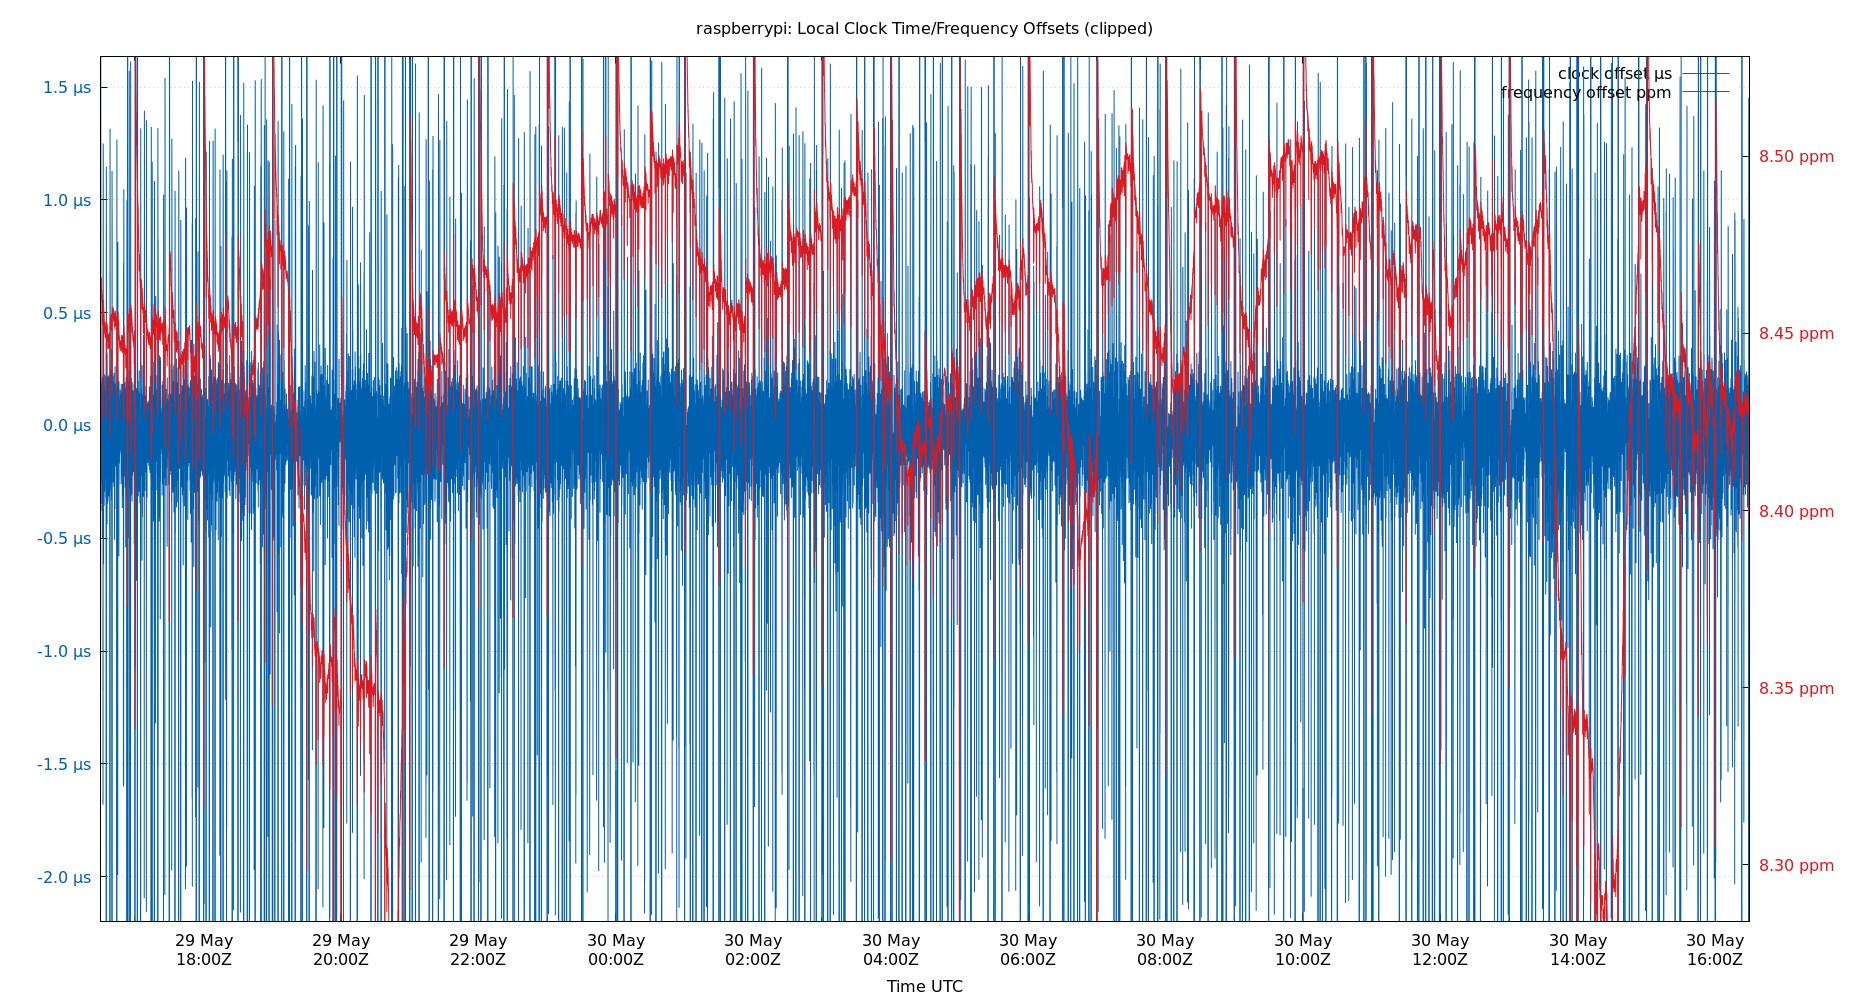 raspberrypi: Local Clock Time/Frequency Offsets (clipped)
clock offset µs
frequency offset ppm
1.5 µs
1.0 µs
0.5 µs
0.0 µs
-0.5 µs
-1.0 µs
-1.5 µs
-2.0 µs
8.50 ppm
8.45 ppm
8.40 ppm
8.35 ppm
8.30 ppm
29 May 29 May 29 May 30 May 30 May 30 May 30 May 30 May 30 May 30 May 30 May 30 May
18:00Z 20:00Z 22:00Z 00:00Z 02:00Z 04:00Z 06:00Z 08:00Z 10:00Z 12:00Z 14:00Z 16:00Z
Time UTC